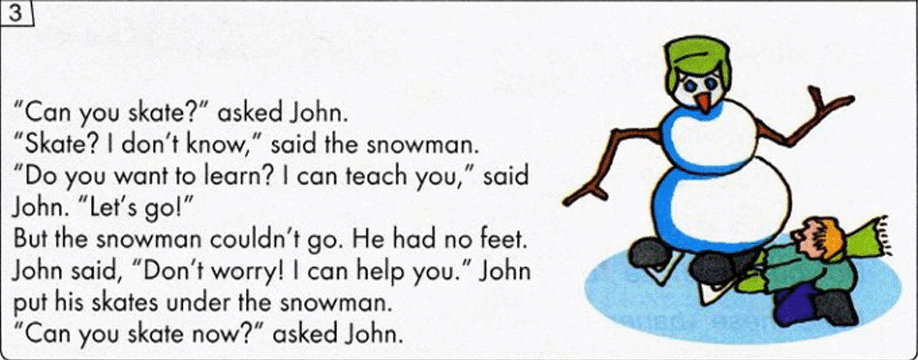 3
"Can you skate?" asked John.
"Skate? I don't know," said the snowman.
"Do you want to learn? I can teach you," said
John. "Let's go!"
But the snowman couldn't go. He had no feet.
John said, "Don't worry! I can help you." John
put his skates under the snowman.
"Can you skate now?" asked John.